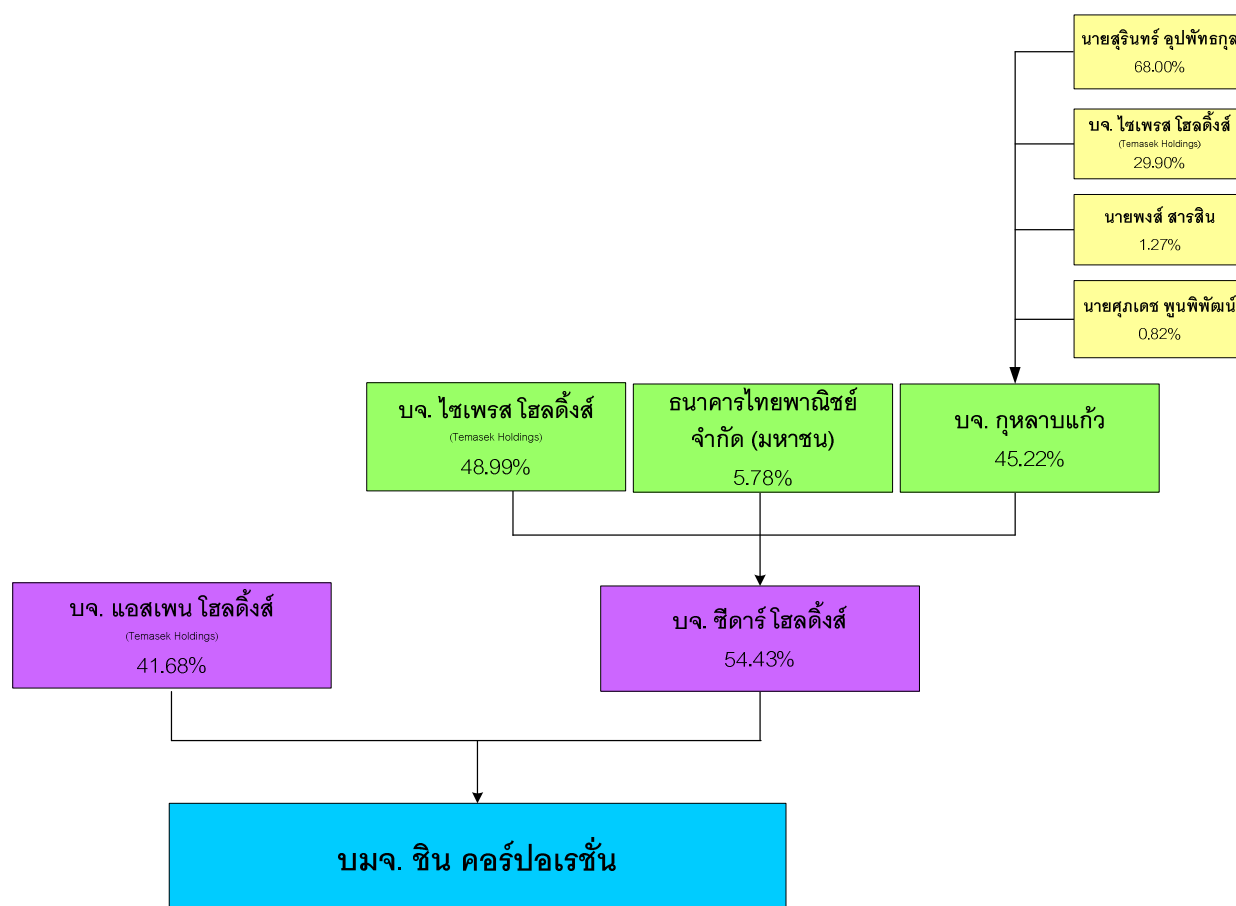 นายสุรินทร์ อุปพัทธกุล
68.00%
บจ. ไซเพรส โฮลดิ้งส์
(Temasek Holdings)
29.90%
นายพงส์ สารสิน
1.27%
นายศุภเดช พูนพิพัฒน์
0.82%
บจ. ไซเพรส โฮลดิ้งส์
(Temasek Holdings)
48.99%
ธนาคารไทยพาณิชย์
จำกัด (มหาชน)
5.78%
บจ. กุหลาบแก้ว
45.22%
บจ. แอสเพน โฮลดิ้งส์
(Temasek Holdings)
41.68%
บจ. ซีดาร์ โฮลดิ้งส์
54.43%
บมจ. ชิน คอร์ปอเรชั่น